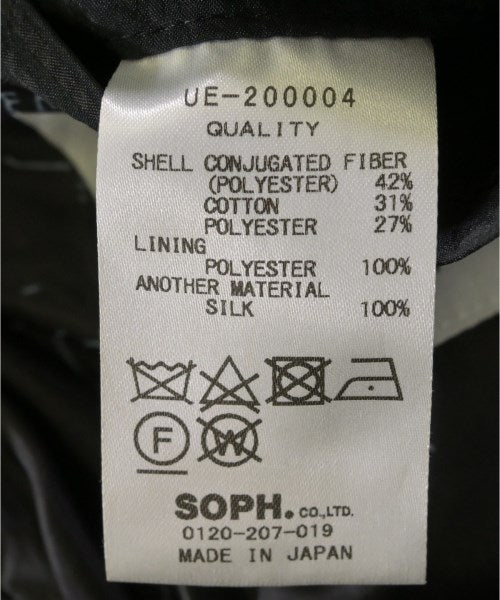 UE-200004
QUALITY
SHELL CONJUGATED FIBER
(POLYESTER) 42%
COTTON 31%
POLYESTER 27%
LINING
POLYESTER 100%
ANOTHER MATERIAL
SILK 100%
F W
SOPH. CO.,LTD.
0120-207-019
MADE IN JAPAN